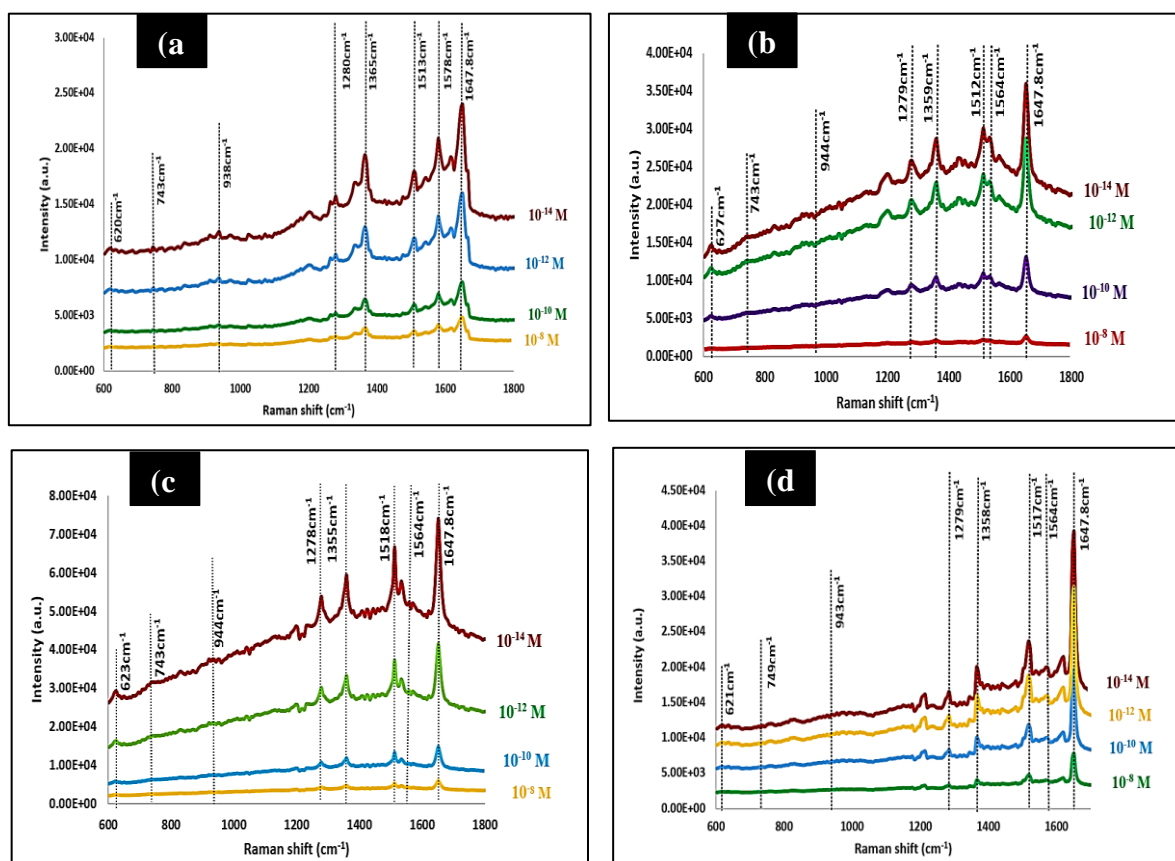 (a
3.00E+04
2.50E+04
2.00E+04
1.50E+04
1.00E+04
5.00E+03
0.00E+00
Intensity (a.u.)
620cm⁻¹
743cm⁻¹
938cm⁻¹
1280cm⁻¹
1365cm⁻¹
1513cm⁻¹
1578cm⁻¹
1647.8cm⁻¹
10⁻¹⁴ M
10⁻¹² M
10⁻¹⁰ M
10⁻⁸ M
600 800 1000 1200 1400 1600 1800
Raman shift (cm⁻¹)
(b
4.00E+04
3.50E+04
3.00E+04
2.50E+04
2.00E+04
1.50E+04
1.00E+04
5.00E+03
0.00E+00
Intensity (a.u.)
627cm⁻¹
743cm⁻¹
944cm⁻¹
1279cm⁻¹
1359cm⁻¹
1512cm⁻¹
1564cm⁻¹
1647.8cm⁻¹
10⁻¹⁴ M
10⁻¹² M
10⁻¹⁰ M
10⁻⁸ M
600 800 1000 1200 1400 1600 1800
Raman shift (cm⁻¹)
(c
8.00E+04
7.00E+04
6.00E+04
5.00E+04
4.00E+04
3.00E+04
2.00E+04
1.00E+04
0.00E+00
Intensity (a.u.)
623cm⁻¹
743cm⁻¹
944cm⁻¹
1278cm⁻¹
1355cm⁻¹
1518cm⁻¹
1564cm⁻¹
1647.8cm⁻¹
10⁻¹⁴ M
10⁻¹² M
10⁻¹⁰ M
10⁻⁸ M
600 800 1000 1200 1400 1600 1800
Raman shift (cm⁻¹)
(d
4.50E+04
4.00E+04
3.50E+04
3.00E+04
2.50E+04
2.00E+04
1.50E+04
1.00E+04
5.00E+03
0.00E+00
Intensity (a.u.)
621cm⁻¹
749cm⁻¹
943cm⁻¹
1279cm⁻¹
1358cm⁻¹
1517cm⁻¹
1564cm⁻¹
1647.8cm⁻¹
10⁻¹⁴ M
10⁻¹² M
10⁻¹⁰ M
10⁻⁸ M
600 800 1000 1200 1400 1600
Raman shift (cm⁻¹)